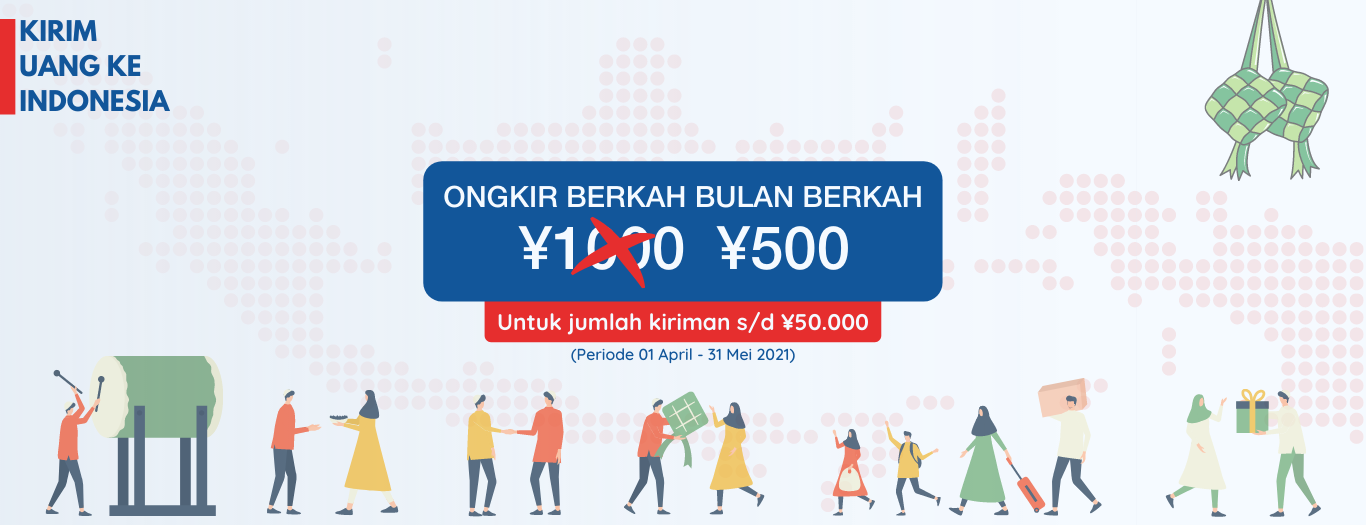 KIRIM
UANG KE
INDONESIA
ONGKIR BERKAH BULAN BERKAH
¥1000 ¥500
Untuk jumlah kiriman s/d ¥50.000
(Periode 01 April - 31 Mei 2021)